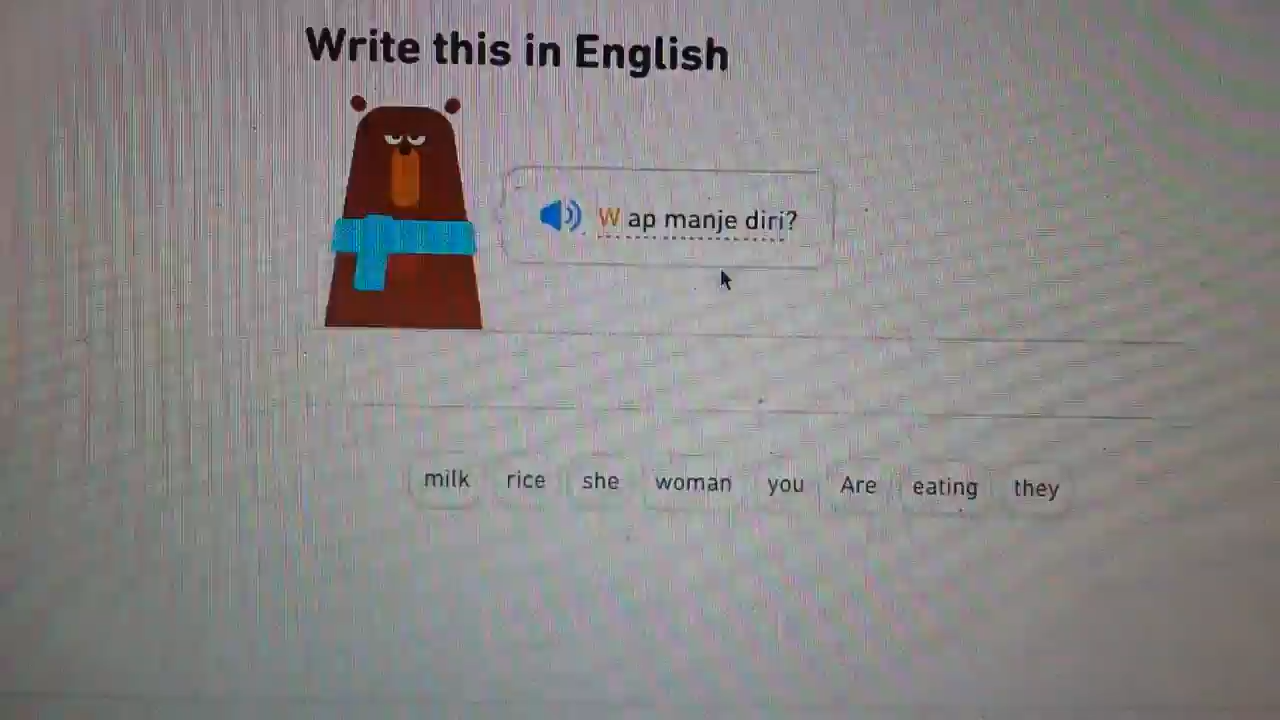 Write this in English
W ap manje diri?
milk rice she woman you Are eating they